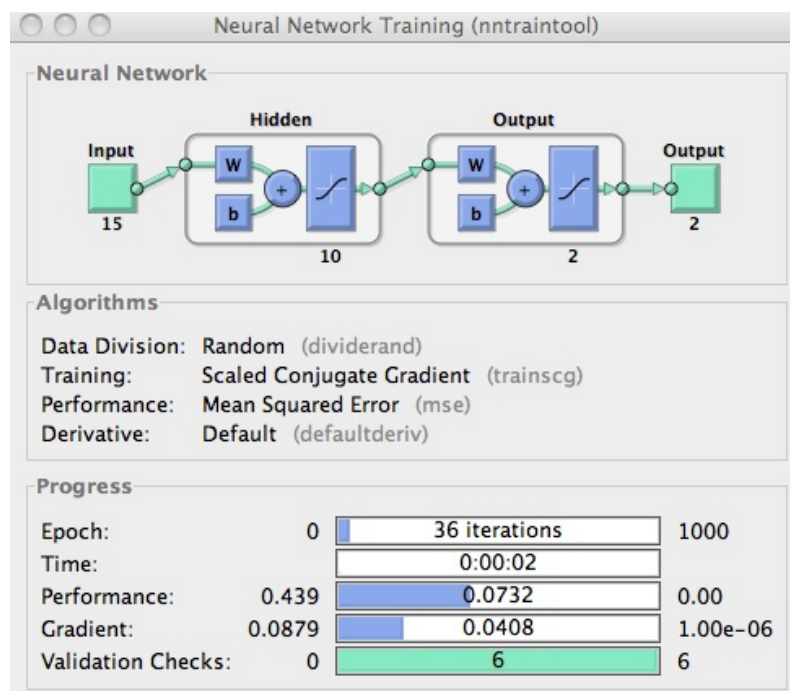 Neural Network Training (nntraintool)
Neural Network
Hidden Output
Input Output
W W
+ +
b b
15 2
10 2
Algorithms
Data Division: Random (dividerand)
Training: Scaled Conjugate Gradient (trainscg)
Performance: Mean Squared Error (mse)
Derivative: Default (defaultderiv)
Progress
Epoch: 0 36 iterations 1000
Time: 0:00:02
Performance: 0.439 0.0732 0.00
Gradient: 0.0879 0.0408 1.00e-06
Validation Checks: 0 6 6